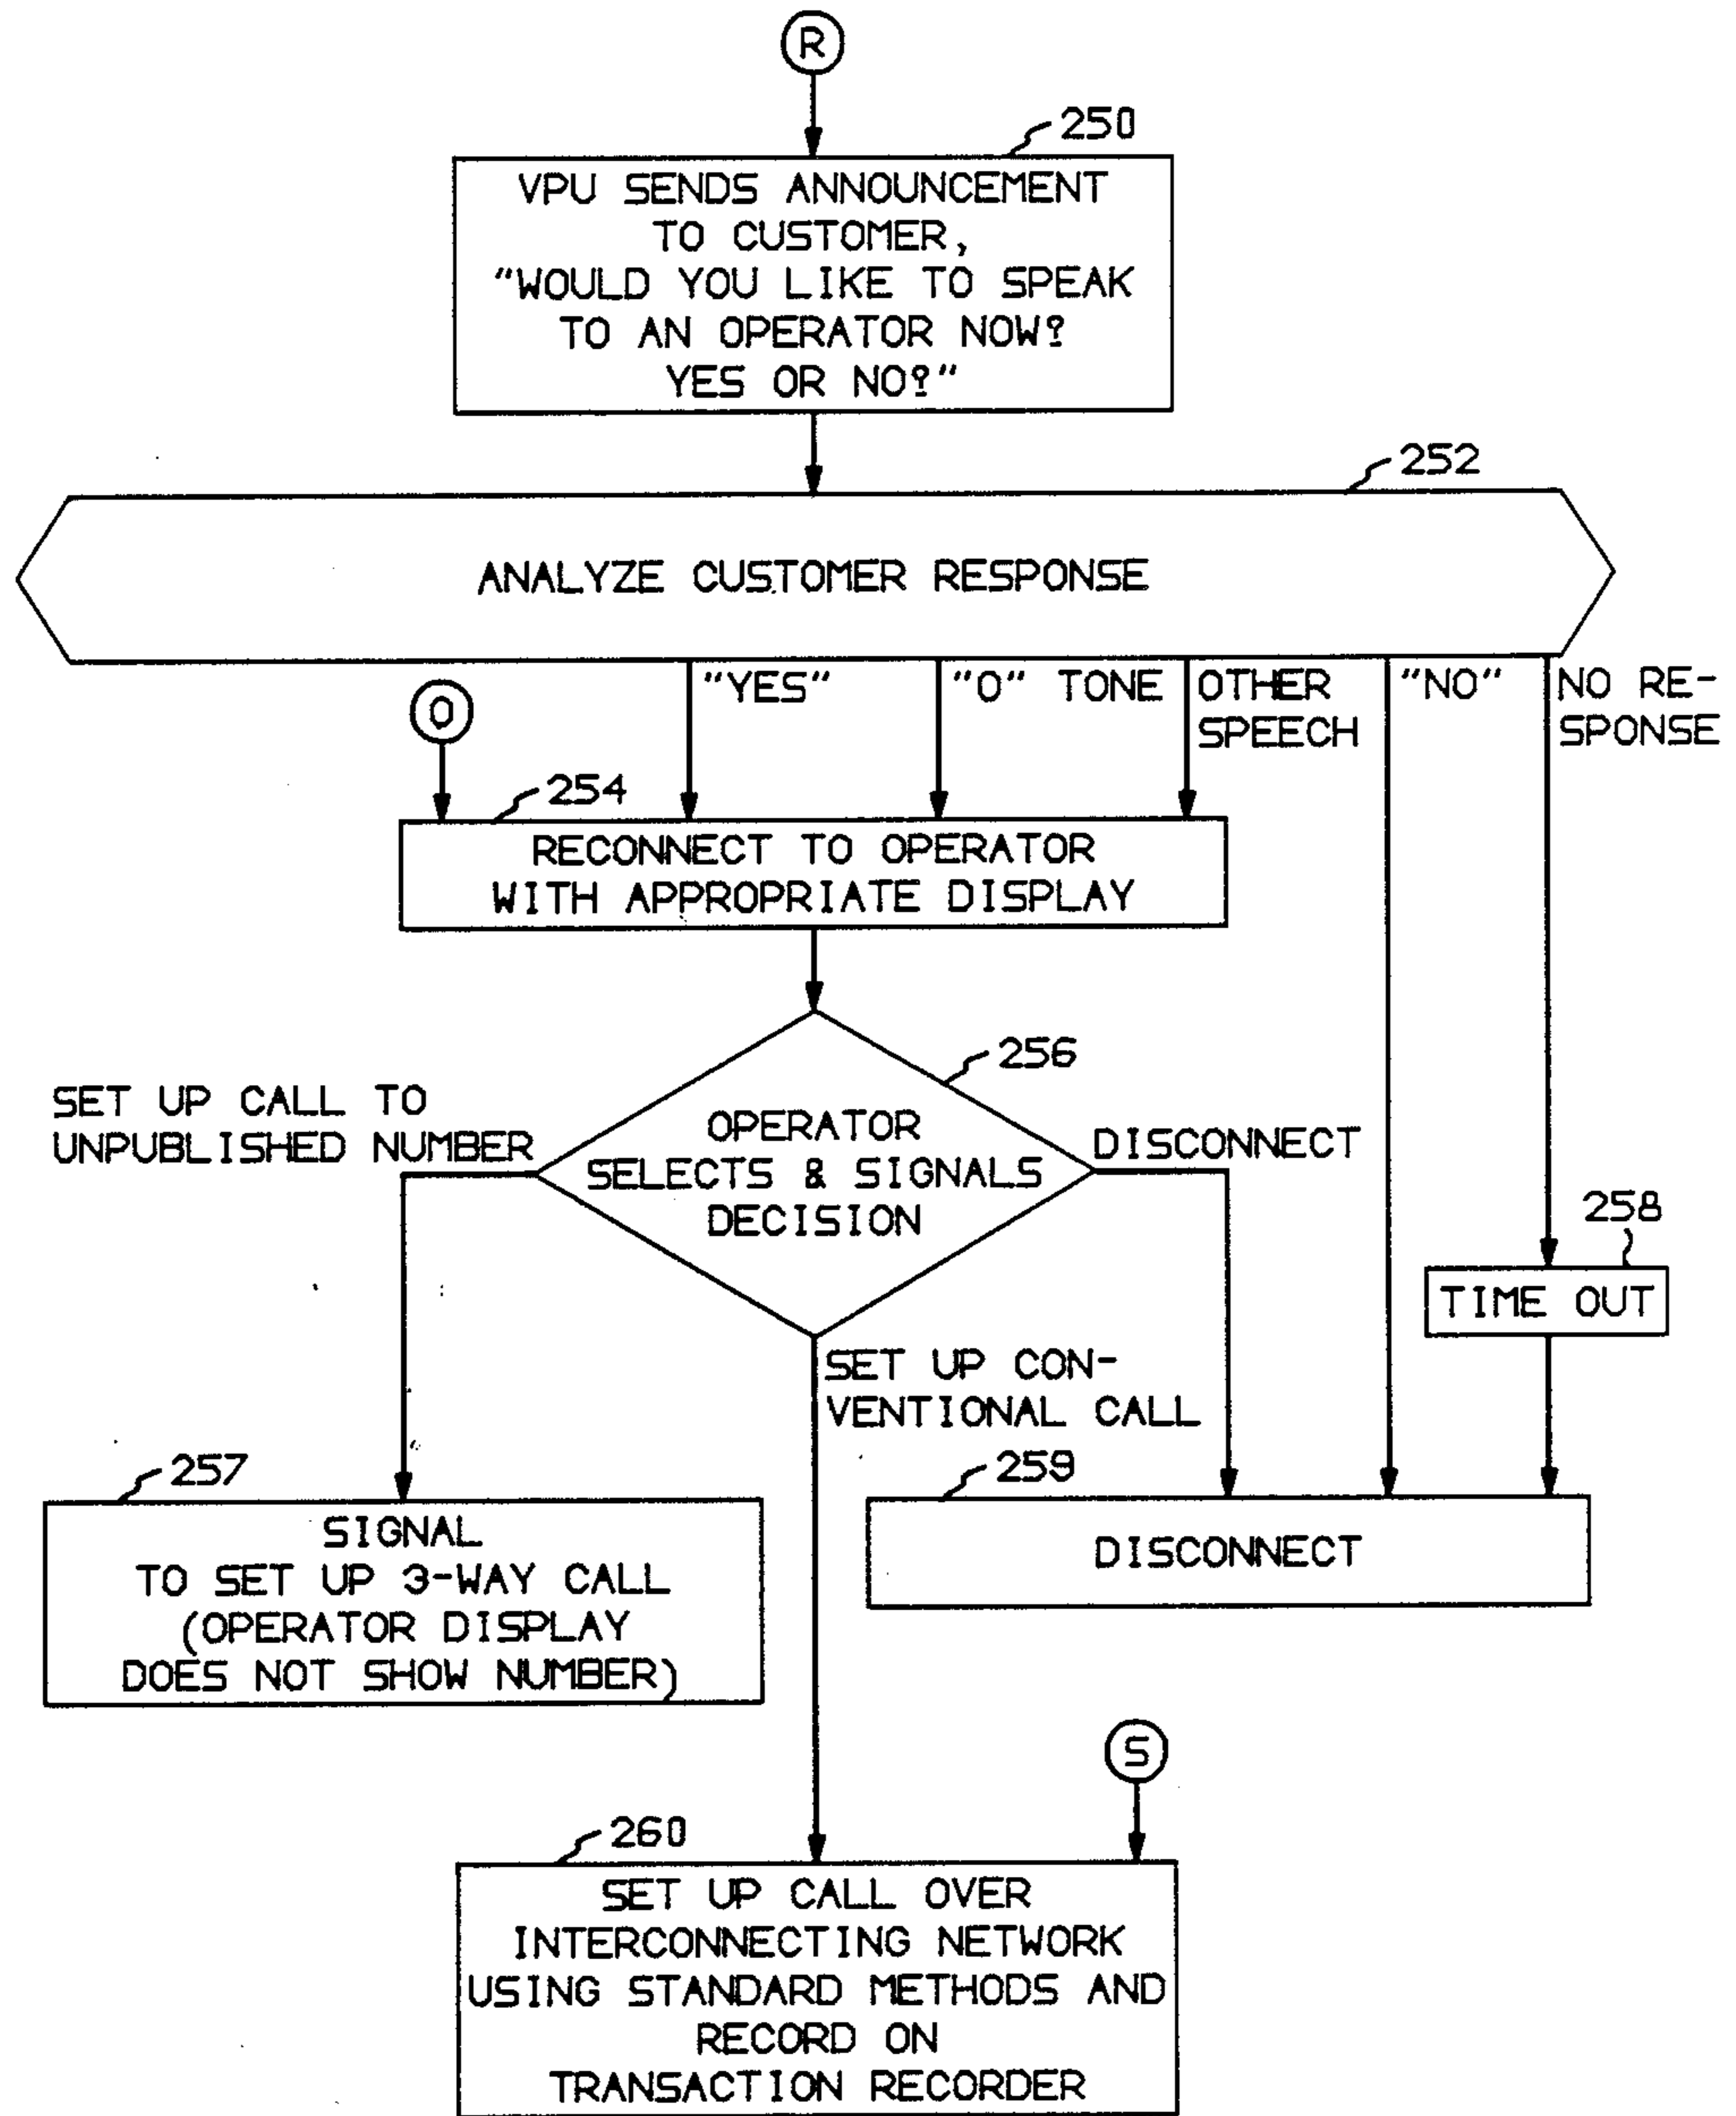 R
250
VPU SENDS ANNOUNCEMENT
TO CUSTOMER,
"WOULD YOU LIKE TO SPEAK
TO AN OPERATOR NOW?
YES OR NO?"
252
ANALYZE CUSTOMER RESPONSE
"YES"
"0" TONE
OTHER
SPEECH
"NO"
NO RE-
SPONSE
O
254
RECONNECT TO OPERATOR
WITH APPROPRIATE DISPLAY
256
OPERATOR
SELECTS & SIGNALS
DECISION
SET UP CALL TO
UNPUBLISHED NUMBER
DISCONNECT
258
TIME OUT
SET UP CON-
VENTIONAL CALL
257
SIGNAL
TO SET UP 3-WAY CALL
(OPERATOR DISPLAY
DOES NOT SHOW NUMBER)
259
DISCONNECT
S
260
SET UP CALL OVER
INTERCONNECTING NETWORK
USING STANDARD METHODS AND
RECORD ON
TRANSACTION RECORDER